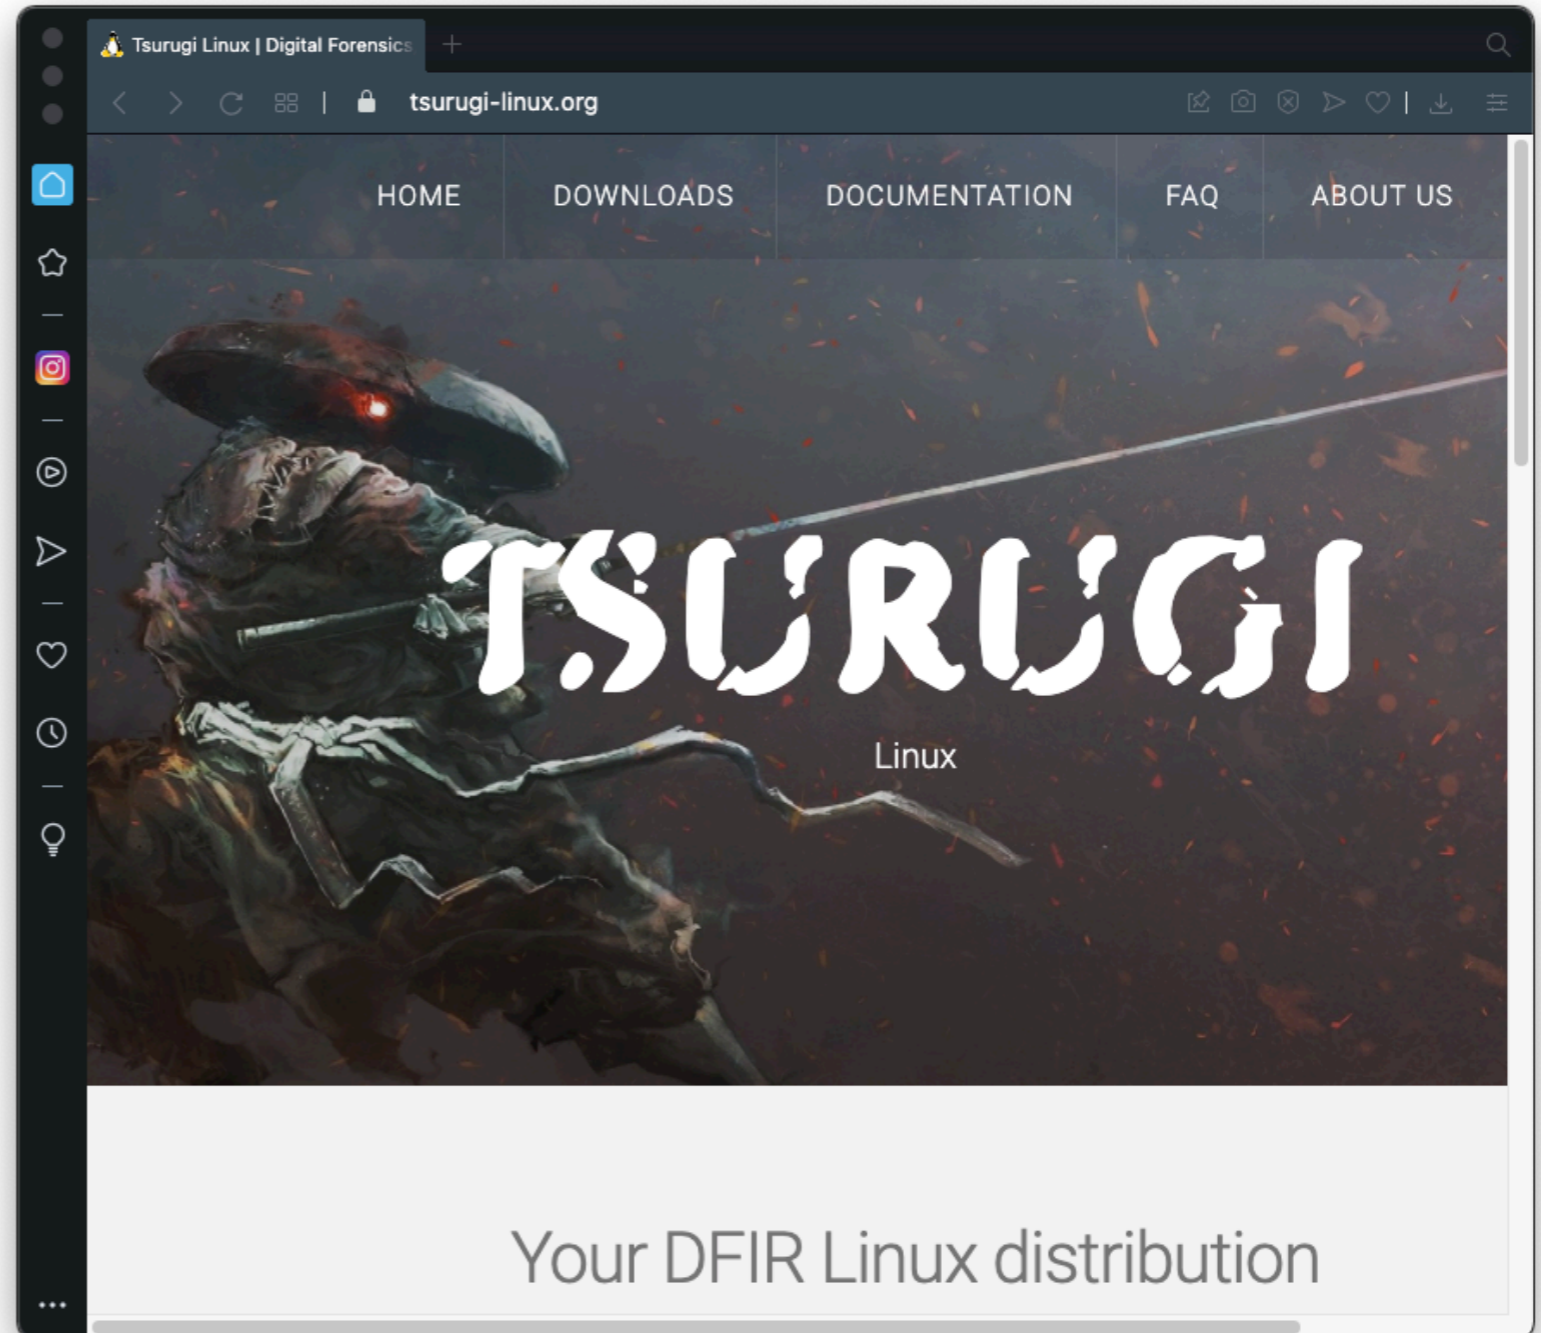 Tsurugi Linux | Digital Forensics
tsurugi-linux.org
HOME DOWNLOADS DOCUMENTATION FAQ ABOUT US
TSURUGI
Linux
Your DFIR Linux distribution